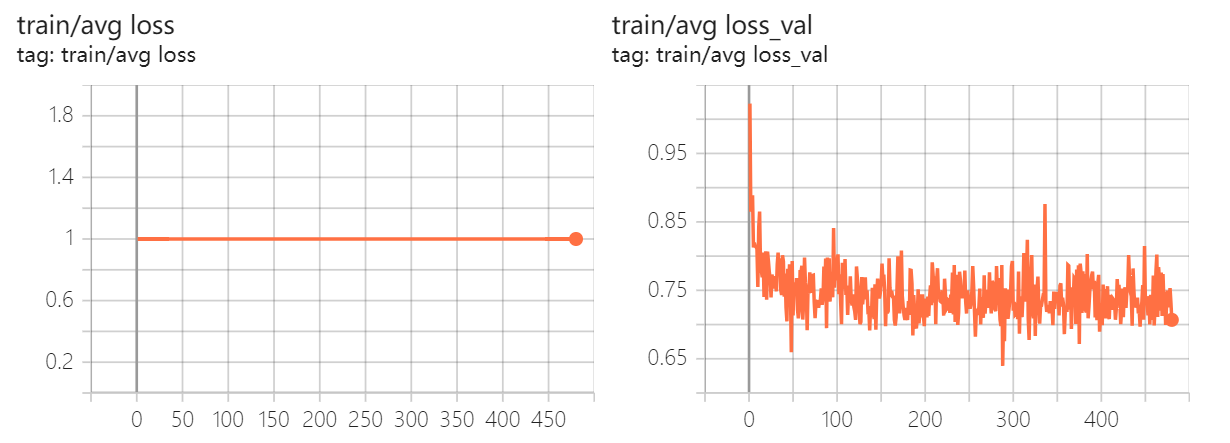 train/avg loss
tag: train/avg loss
1.8
1.4
1
0.6
0.2
0 50 100 150 200 250 300 350 400 450
train/avg loss_val
tag: train/avg loss_val
0.95
0.85
0.75
0.65
0 100 200 300 400